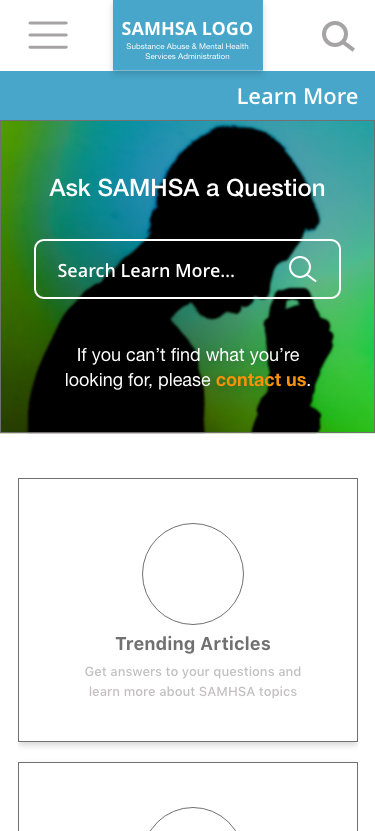 SAMHSA LOGO
Substance Abuse & Mental Health
Services Administration
Learn More
Ask SAMHSA a Question
Search Learn More...
If you can’t find what you’re
looking for, please contact us.
Trending Articles
Get answers to your questions and
learn more about SAMHSA topics